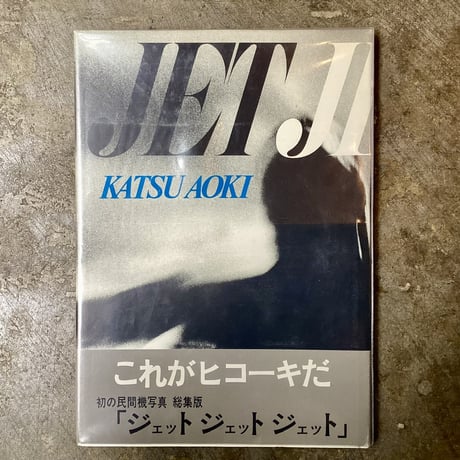 JET JI
KATSU AOKI
これがヒコーキだ
初の民間機写真 総集版
「ジェット ジェット ジェット」